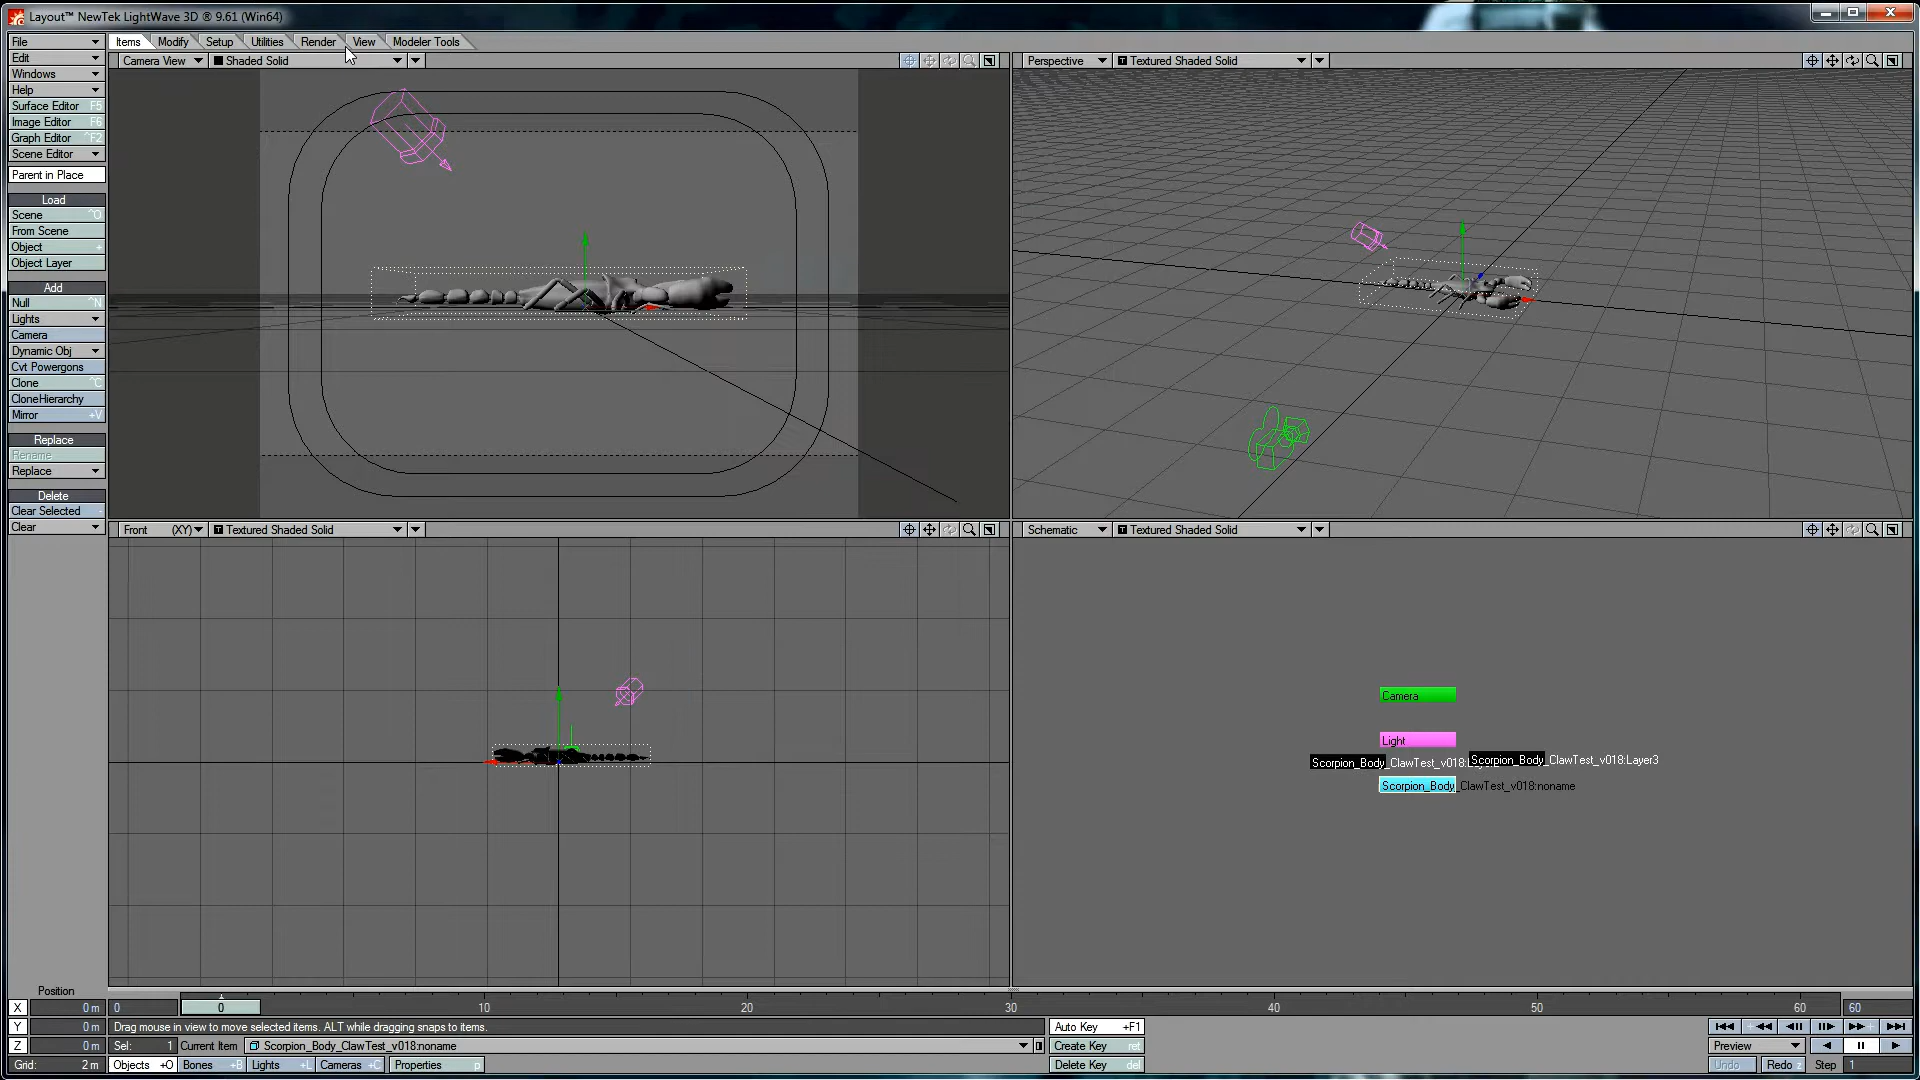 Layout™ NewTek LightWave 3D ® 9.61 (Win64)
File
Items Modify Setup Utilities Render View Modeler Tools
Edit
Camera View Shaded Solid
Perspective T Textured Shaded Solid
Windows
Help
Surface Editor F5
Image Editor F6
Graph Editor ^F2
Scene Editor
Parent in Place
Load
Scene ^O
From Scene
Object +
Object Layer
Add
Null ^N
Lights
Camera
Dynamic Obj
Cvt Powergons
Clone ^C
CloneHierarchy
Mirror +V
Replace
Rename
Replace
Delete
Clear Selected -
Clear
Front (XY) T Textured Shaded Solid
Schematic T Textured Shaded Solid
Camera
Light
Scorpion_Body_ClawTest_v018:
Scorpion_Body_ClawTest_v018:Layer3
Scorpion_Body_ClawTest_v018:noname
Position
X 0 m 0 0 10 20 30 40 50 60 60
Y 0 m Drag mouse in view to move selected items. ALT while dragging snaps to items.
Auto Key +F1
Z 0 m Sel: 1 Current Item Scorpion_Body_ClawTest_v018:noname
Create Key ret
Preview
Grid: 2 m Objects +O Bones +B Lights +L Cameras +C Properties p
Delete Key del
Undo Redo z Step 1